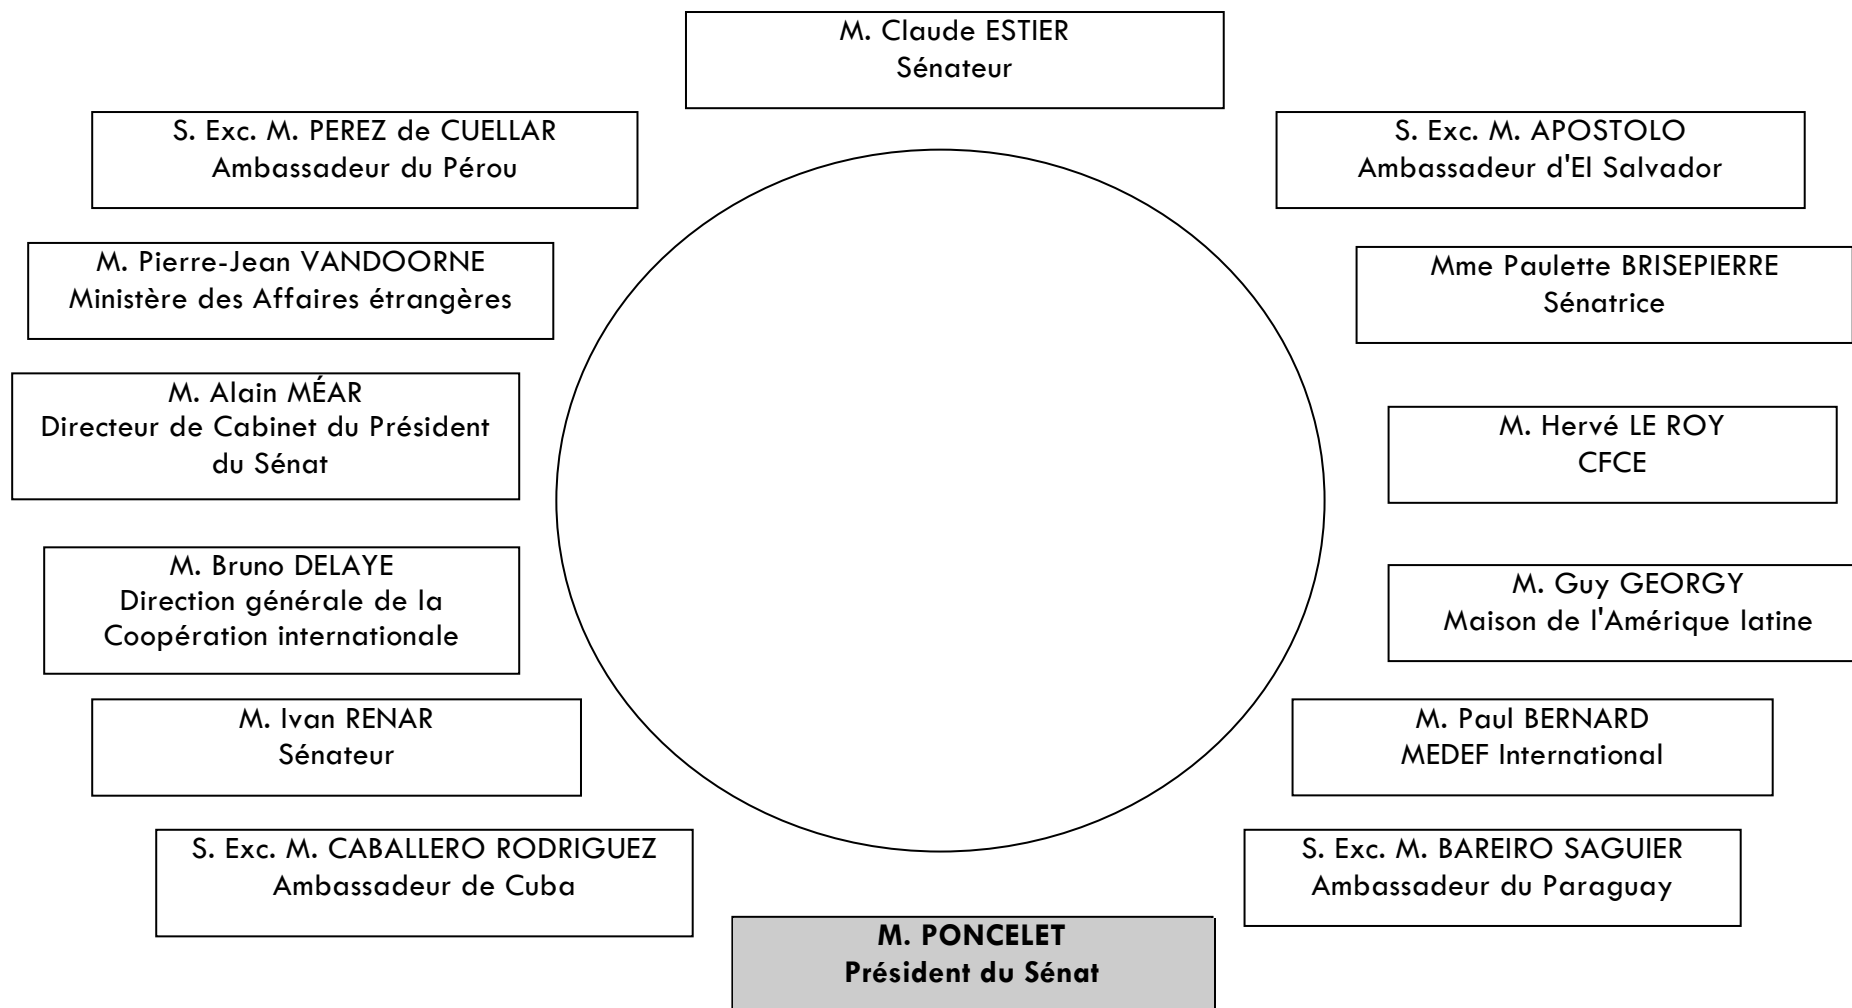 M. Claude ESTIER
Sénateur
S. Exc. M. PEREZ de CUELLAR
Ambassadeur du Pérou
S. Exc. M. APOSTOLO
Ambassadeur d'El Salvador
M. Pierre-Jean VANDOORNE
Ministère des Affaires étrangères
Mme Paulette BRISEPIERRE
Sénatrice
M. Alain MÉAR
Directeur de Cabinet du Président
du Sénat
M. Hervé LE ROY
CFCE
M. Bruno DELAYE
Direction générale de la
Coopération internationale
M. Guy GEORGY
Maison de l'Amérique latine
M. Ivan RENAR
Sénateur
M. Paul BERNARD
MEDEF International
S. Exc. M. CABALLERO RODRIGUEZ
Ambassadeur de Cuba
S. Exc. M. BAREIRO SAGUIER
Ambassadeur du Paraguay
M. PONCELET
Président du Sénat